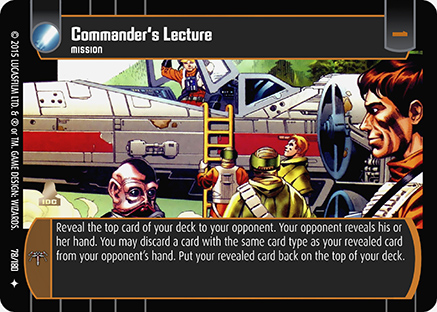 Commander's Lecture
MISSION
© 2015 LUCASFILM LTD. & ® or TM. GAME DESIGN: WIZARDS.
78/180
100
Reveal the top card of your deck to your opponent. Your opponent reveals his or
her hand. You may discard a card with the same card type as your revealed card
from your opponent's hand. Put your revealed card back on the top of your deck.